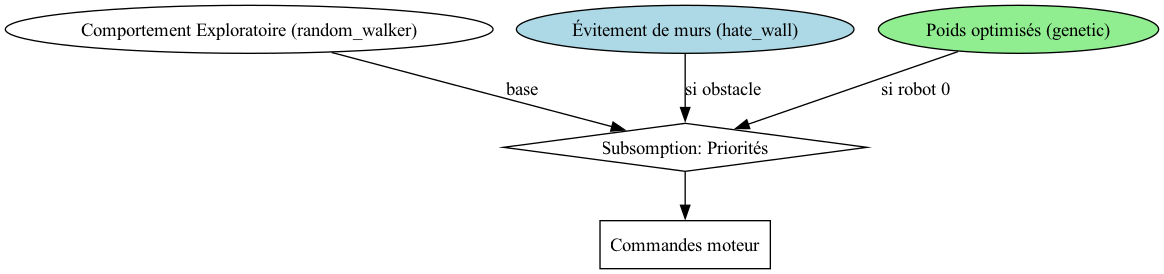 Comportement Exploratoire (random_walker)
Évitement de murs (hate_wall)
Poids optimisés (genetic)
base
si obstacle
si robot 0
Subsomption: Priorités
Commandes moteur